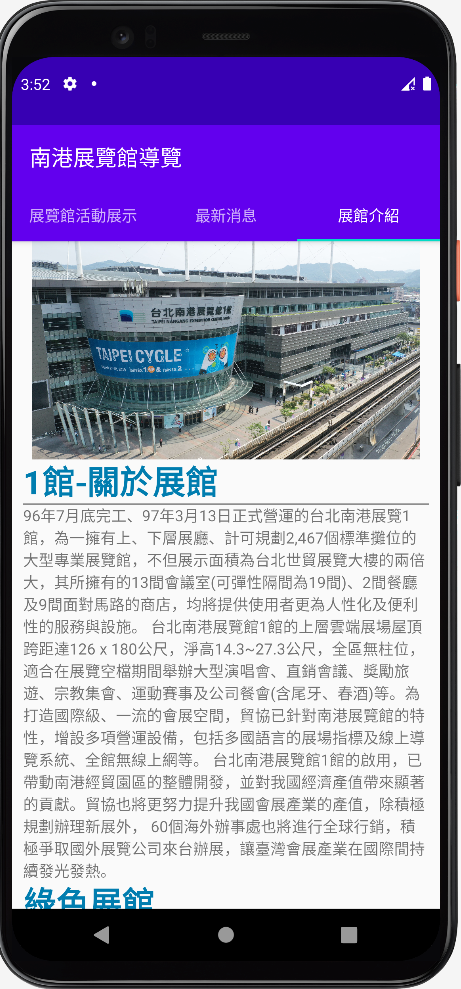 3:52
南港展覽館導覽
展覽館活動展示
最新消息
展館介紹
台北南港展覽館1館
TAIPEI NANGANG EXHIBITION CENTER, HALL 1
TAIPEI CYCLE
1館-關於展館
96年7月底完工、97年3月13日正式營運的台北南港展覽1
館，為一擁有上、下層展廳、計可規劃2,467個標準攤位的
大型專業展覽館，不但展示面積為台北世貿展覽大樓的兩倍
大，其所擁有的13間會議室(可彈性隔間為19間)、2間餐廳
及9間面對馬路的商店，均將提供使用者更為人性化及便利
性的服務與設施。 台北南港展覽館1館的上層雲端展場屋頂
跨距達126 x 180公尺，淨高14.3~27.3公尺，全區無柱位，
適合在展覽空檔期間舉辦大型演唱會、直銷會議、獎勵旅
遊、宗教集會、運動賽事及公司餐會(含尾牙、春酒)等。為
打造國際級、一流的會展空間，貿協已針對南港展覽館的特
性，增設多項營運設備，包括多國語言的展場指標及線上導
覽系統、全館無線上網等。 台北南港展覽館1館的啟用，已
帶動南港經貿園區的整體開發，並對我國經濟產值帶來顯著
的貢獻。貿協也將更努力提升我國會展產業的產值，除積極
規劃辦理新展外， 60個海外辦事處也將進行全球行銷，積
極爭取國外展覽公司來台辦展，讓臺灣會展產業在國際間持
續發光發熱。
綠色展館